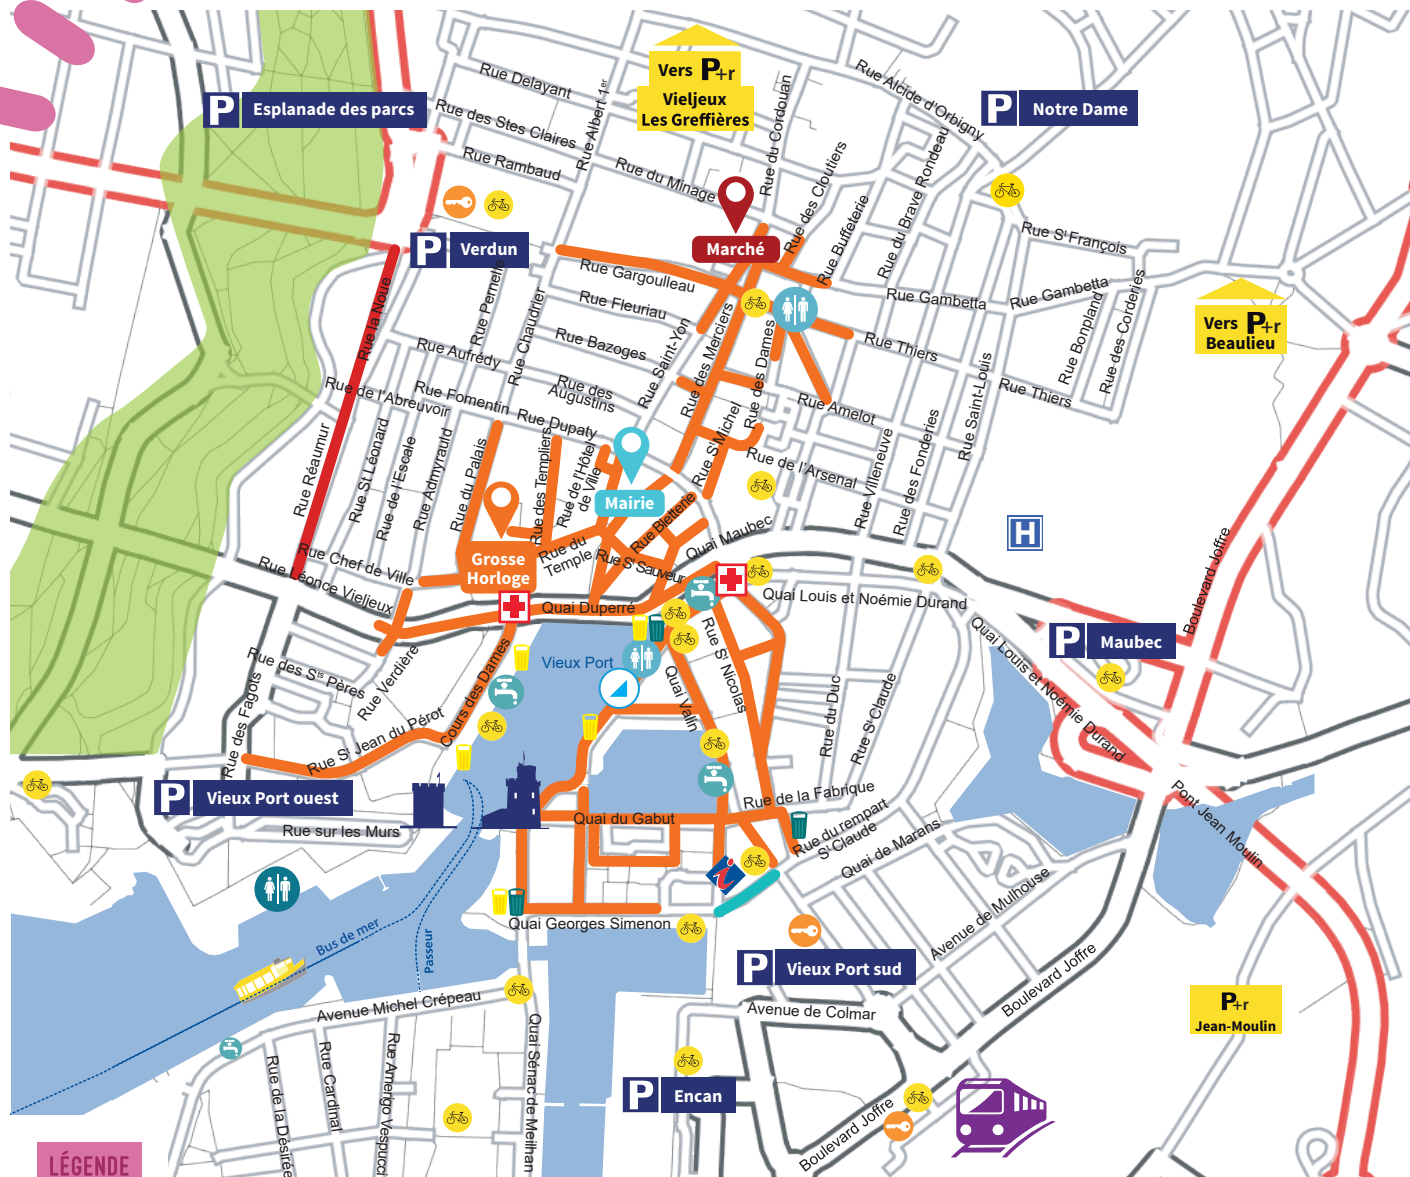 Vers P+r
Vieljeux
Les Greffières
P Esplanade des parcs
P Notre Dame
Rue Delayant
Rue des Stes Claires
Rue Albert 1er
Rue Rambaud
Rue du Minage
Rue du Cordouan
Rue Alcide d'Orbigny
Rue des Cloutiers
Rue Buffeterie
Rue du Brave Rondeau
Marché
P Verdun
Rue St François
Rue Gambetta
Rue Gambetta
Rue Bonpland
Rue des Corderies
Vers P+r
Beaulieu
Rue Gargoulleau
Rue Fleuriau
Rue Bazoges
Rue Pernelle
Rue Chaudrier
Rue la Noue
Rue Aufrédy
Rue Saint-Yon
Rue des Merciers
Rue des Dames
Rue Thiers
Rue Thiers
Rue Saint-Louis
Rue de l'Abreuvoir
Rue Fomentin
Rue des
Augustins
Rue Dupaty
Rue Amelot
Rue St Michel
Rue de l'Arsenal
Rue Villeneuve
Rue des Fonderies
Rue Réaumur
Rue St Léonard
Rue de l'Escale
Rue Admyrauld
Rue du Palais
Rue des Templiers
Rue de l'Hôtel
de Ville
Mairie
Grosse
Horloge
Rue du
Temple
Rue Bletterie
Rue St Sauveur
Quai Maubec
H
Boulevard Joffre
Rue Chef de Ville
Rue Léonce Vieljeux
Quai Duperré
Quai Louis et Noémie Durand
Quai Louis et Noémie Durand
P Maubec
Vieux Port
Rue des Sts Pères
Rue Verdière
Cours des Dames
Rue St Nicolas
Quai Valin
Rue du Duc
Rue St Claude
Rue des Fagots
Rue St Jean du Pérot
P Vieux Port ouest
Rue sur les Murs
Quai du Gabut
Rue de la Fabrique
Rue du rempart
St Claude
Quai de Marans
Pont Jean Moulin
i
Quai Georges Simenon
Avenue de Mulhouse
Boulevard Joffre
Bus de mer
Passeur
P Vieux Port sud
Avenue Michel Crépeau
Avenue de Colmar
P+r
Jean-Moulin
Rue de la Désirée
Rue Cardinal
Rue Amerigo Vespucci
Quai Sénac de Meilhan
P Encan
Boulevard Joffre
LÉGENDE